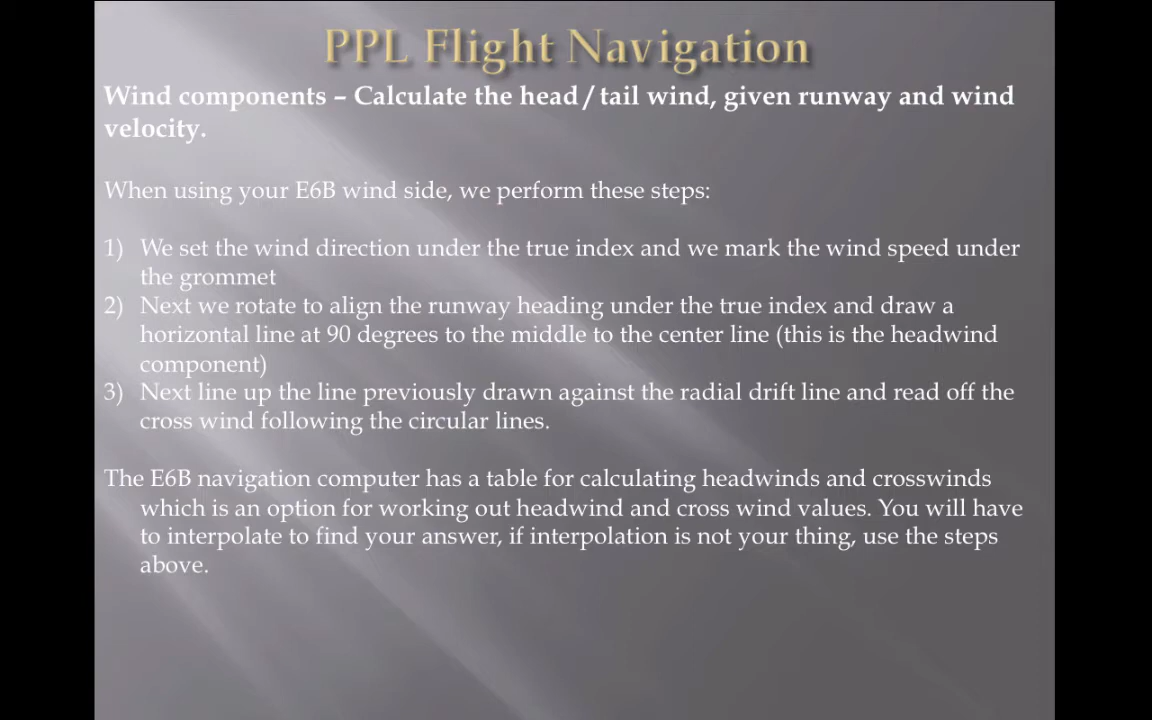 PPL Flight Navigation
Wind components – Calculate the head / tail wind, given runway and wind
velocity.
When using your E6B wind side, we perform these steps:
1) We set the wind direction under the true index and we mark the wind speed under
the grommet
2) Next we rotate to align the runway heading under the true index and draw a
horizontal line at 90 degrees to the middle to the center line (this is the headwind
component)
3) Next line up the line previously drawn against the radial drift line and read off the
cross wind following the circular lines.
The E6B navigation computer has a table for calculating headwinds and crosswinds
which is an option for working out headwind and cross wind values. You will have
to interpolate to find your answer, if interpolation is not your thing, use the steps
above.